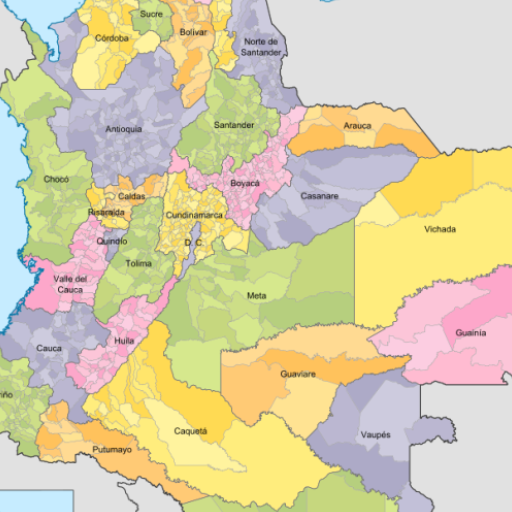 Sucre
Bolívar
Córdoba
Norte de
Santander
Antioquia
Santander
Arauca
Chocó
Boyacá
Caldas
Casanare
Risaralda
Cundinamarca
Vichada
Quindío
D. C.
Tolima
Valle del
Cauca
Meta
Guainía
Huila
Cauca
Guaviare
iño
Caquetá
Vaupés
Putumayo